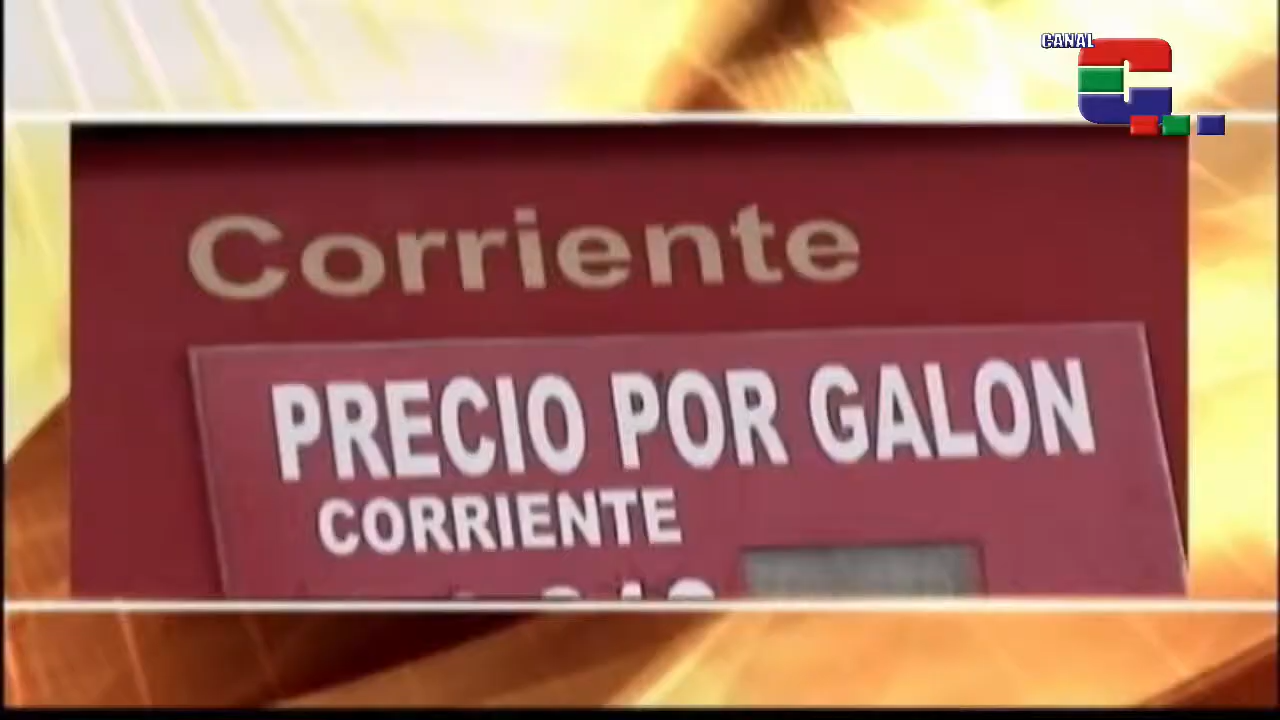 CANAL
C
Corriente
PRECIO POR GALON
CORRIENTE